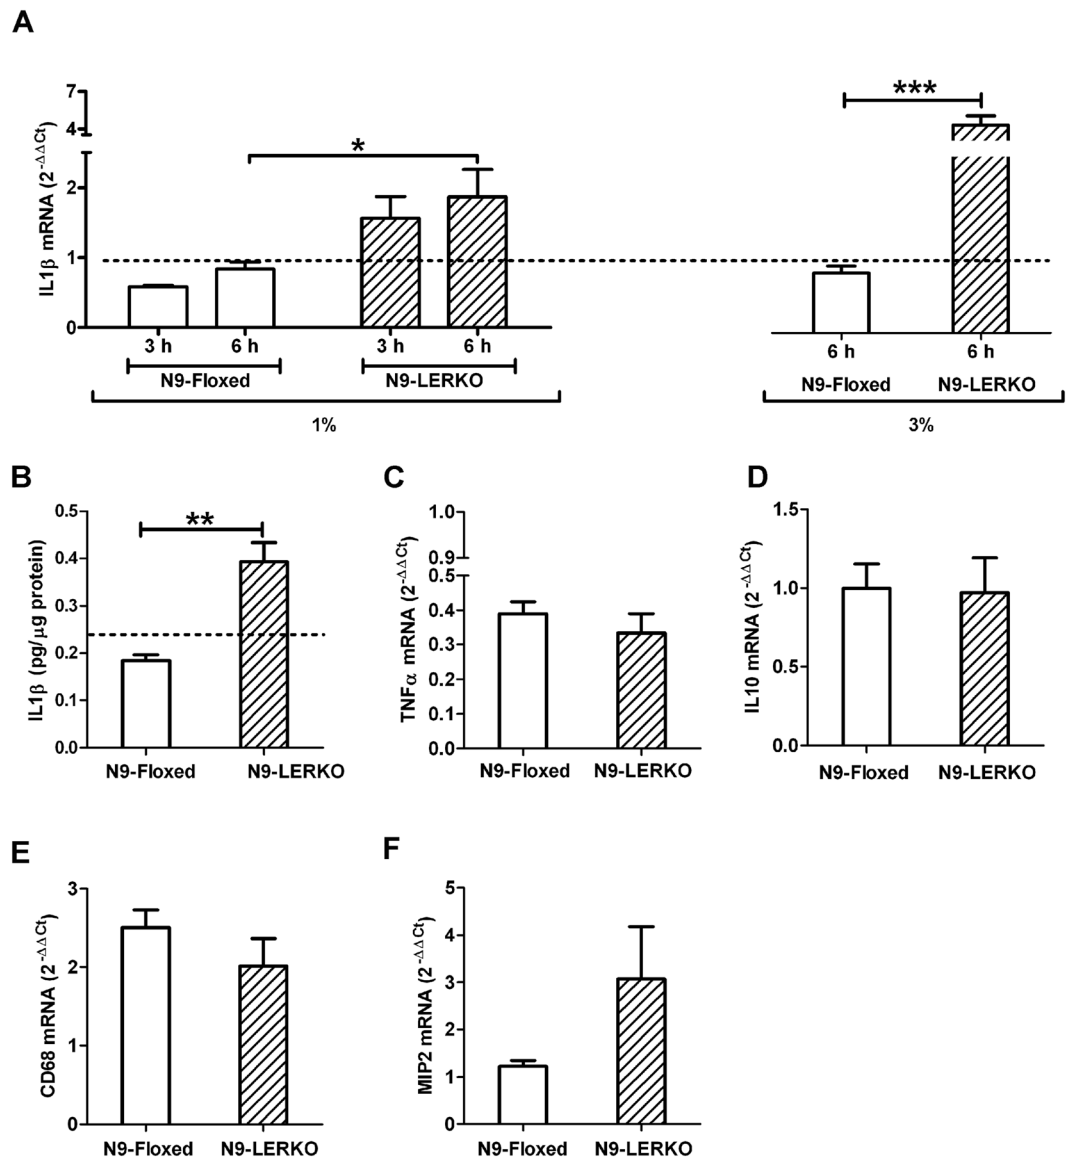 A
IL1β mRNA (2^-ΔΔCt)
7
4
2
1
0
*
***
3 h 6 h 3 h 6 h 6 h 6 h
N9-Floxed N9-LERKO N9-Floxed N9-LERKO
1% 3%
B
IL1β (pg/μg protein)
0.5
0.4
0.3
0.2
0.1
0.0
**
N9-Floxed N9-LERKO
C
TNFα mRNA (2^-ΔΔCt)
1.0
0.9
0.5
0.4
0.3
0.2
0.1
0.0
N9-Floxed N9-LERKO
D
IL10 mRNA (2^-ΔΔCt)
1.5
1.0
0.5
0.0
N9-Floxed N9-LERKO
E
CD68 mRNA (2^-ΔΔCt)
3
2
1
0
N9-Floxed N9-LERKO
F
MIP2 mRNA (2^-ΔΔCt)
5
4
3
2
1
0
N9-Floxed N9-LERKO